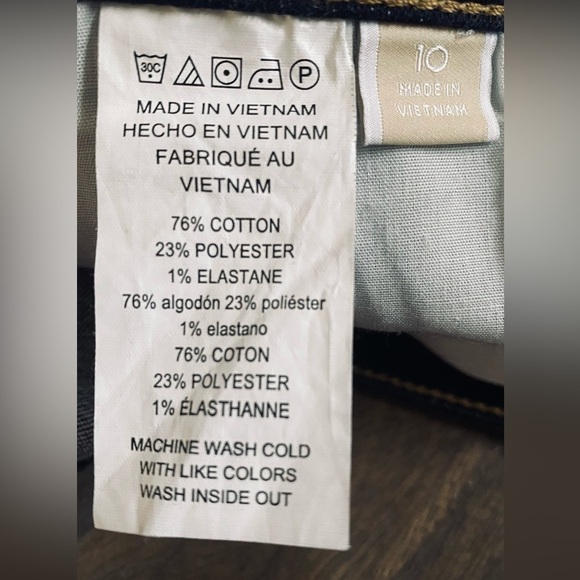 30C
P
MADE IN VIETNAM
HECHO EN VIETNAM
FABRIQUÉ AU
VIETNAM
76% COTTON
23% POLYESTER
1% ELASTANE
76% algodón 23% poliéster
1% elastano
76% COTON
23% POLYESTER
1% ÉLASTHANNE
MACHINE WASH COLD
WITH LIKE COLORS
WASH INSIDE OUT
10
MADE IN
VIETNAM